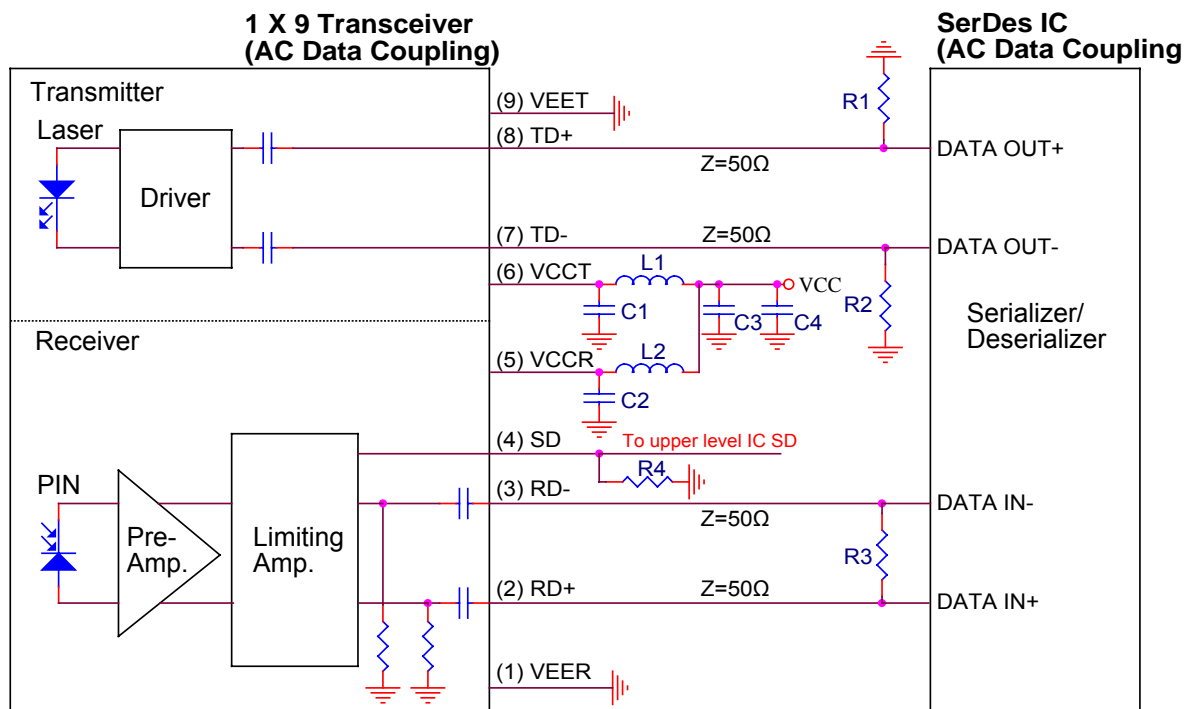 1 X 9 Transceiver
(AC Data Coupling)
SerDes IC
(AC Data Coupling
Transmitter
Laser
Driver
(9) VEET
(8) TD+
Z=50Ω
R1
DATA OUT+
(7) TD-
Z=50Ω
DATA OUT-
(6) VCCT
L1
VCC
C1
C3
C4
R2
Serializer/
Deserializer
Receiver
(5) VCCR
L2
C2
(4) SD
To upper level IC SD
R4
PIN
Pre-
Amp.
Limiting
Amp.
(3) RD-
Z=50Ω
DATA IN-
R3
(2) RD+
Z=50Ω
DATA IN+
(1) VEER